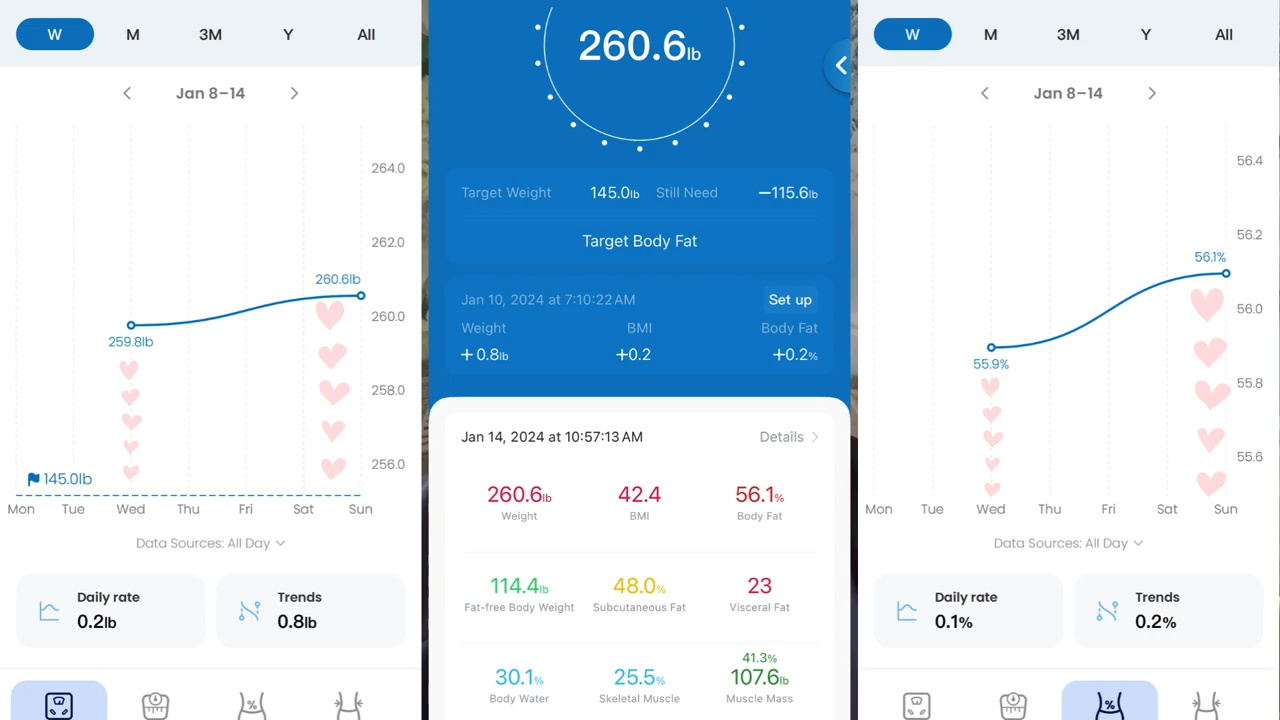 W M 3M Y All
Jan 8–14
264.0
262.0
260.6lb
260.0
259.8lb
258.0
256.0
145.0lb
Mon Tue Wed Thu Fri Sat Sun
Data Sources: All Day
Daily rate
0.2lb
Trends
0.8lb
%
260.6lb
Target Weight 145.0lb Still Need −115.6lb
Target Body Fat
Jan 10, 2024 at 7:10:22 AM Set up
Weight BMI Body Fat
+0.8lb +0.2 +0.2%
Jan 14, 2024 at 10:57:13 AM Details
260.6lb 42.4 56.1%
Weight BMI Body Fat
114.4lb 48.0% 23
Fat-free Body Weight Subcutaneous Fat Visceral Fat
41.3%
30.1% 25.5% 107.6lb
Body Water Skeletal Muscle Muscle Mass
W M 3M Y All
Jan 8–14
56.4
56.2
56.1%
56.0
55.9%
55.8
55.6
Mon Tue Wed Thu Fri Sat Sun
Data Sources: All Day
Daily rate
0.1%
Trends
0.2%
%